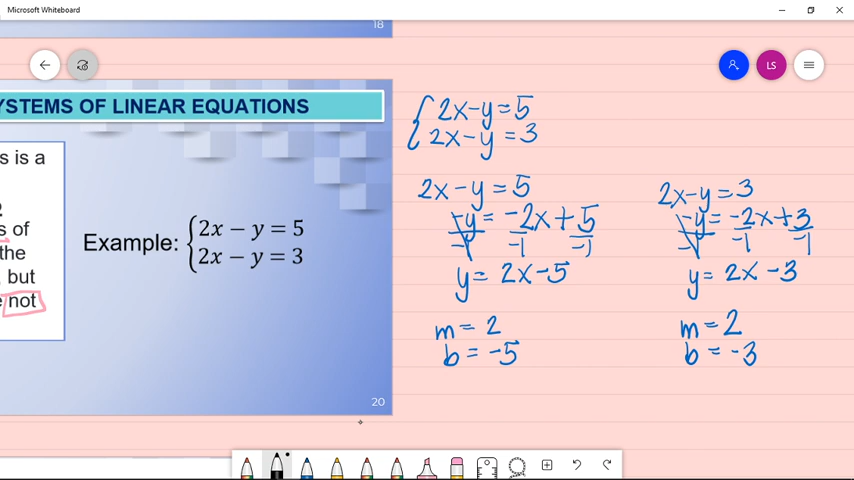 Microsoft Whiteboard
18
LS
YSTEMS OF LINEAR EQUATIONS
s is a
2
s of
the
, but
e not
Example: {2x − y = 5
2x − y = 3
20
{2x-y=5
2x-y=3
2x-y=5
-y=-2x+5
-1 -1 -1
y=2x-5
m=2
b=-5
2x-y=3
-y=-2x+3
-1 -1 -1
y=2x-3
m=2
b=-3